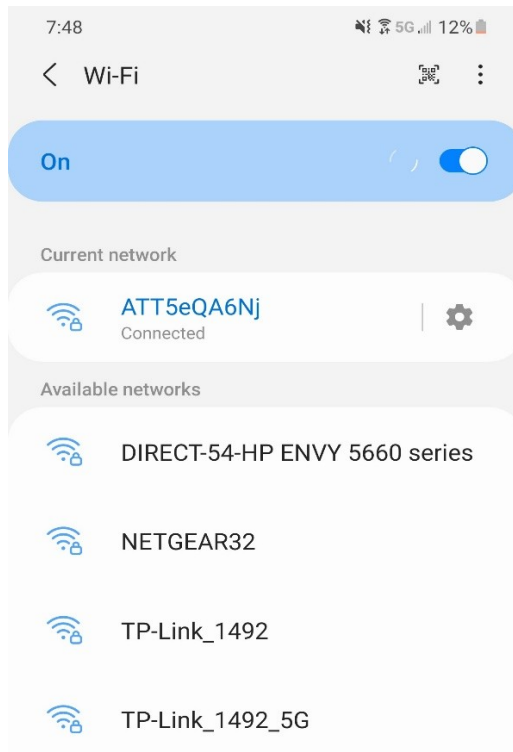 7:48 5G 12%
Wi-Fi
On
Current network
ATT5eQA6Nj
Connected
Available networks
DIRECT-54-HP ENVY 5660 series
NETGEAR32
TP-Link_1492
TP-Link_1492_5G